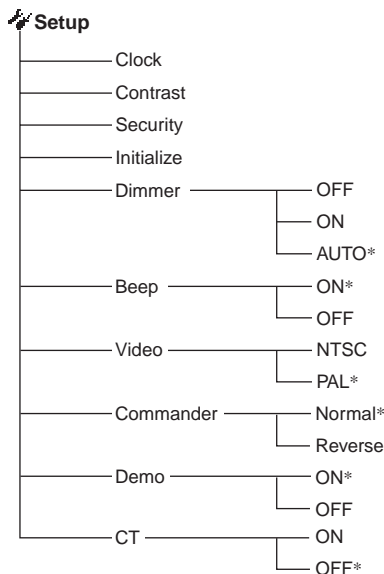 Setup
Clock
Contrast
Security
Initialize
Dimmer
OFF
ON
AUTO*
Beep
ON*
OFF
Video
NTSC
PAL*
Commander
Normal*
Reverse
Demo
ON*
OFF
CT
ON
OFF*